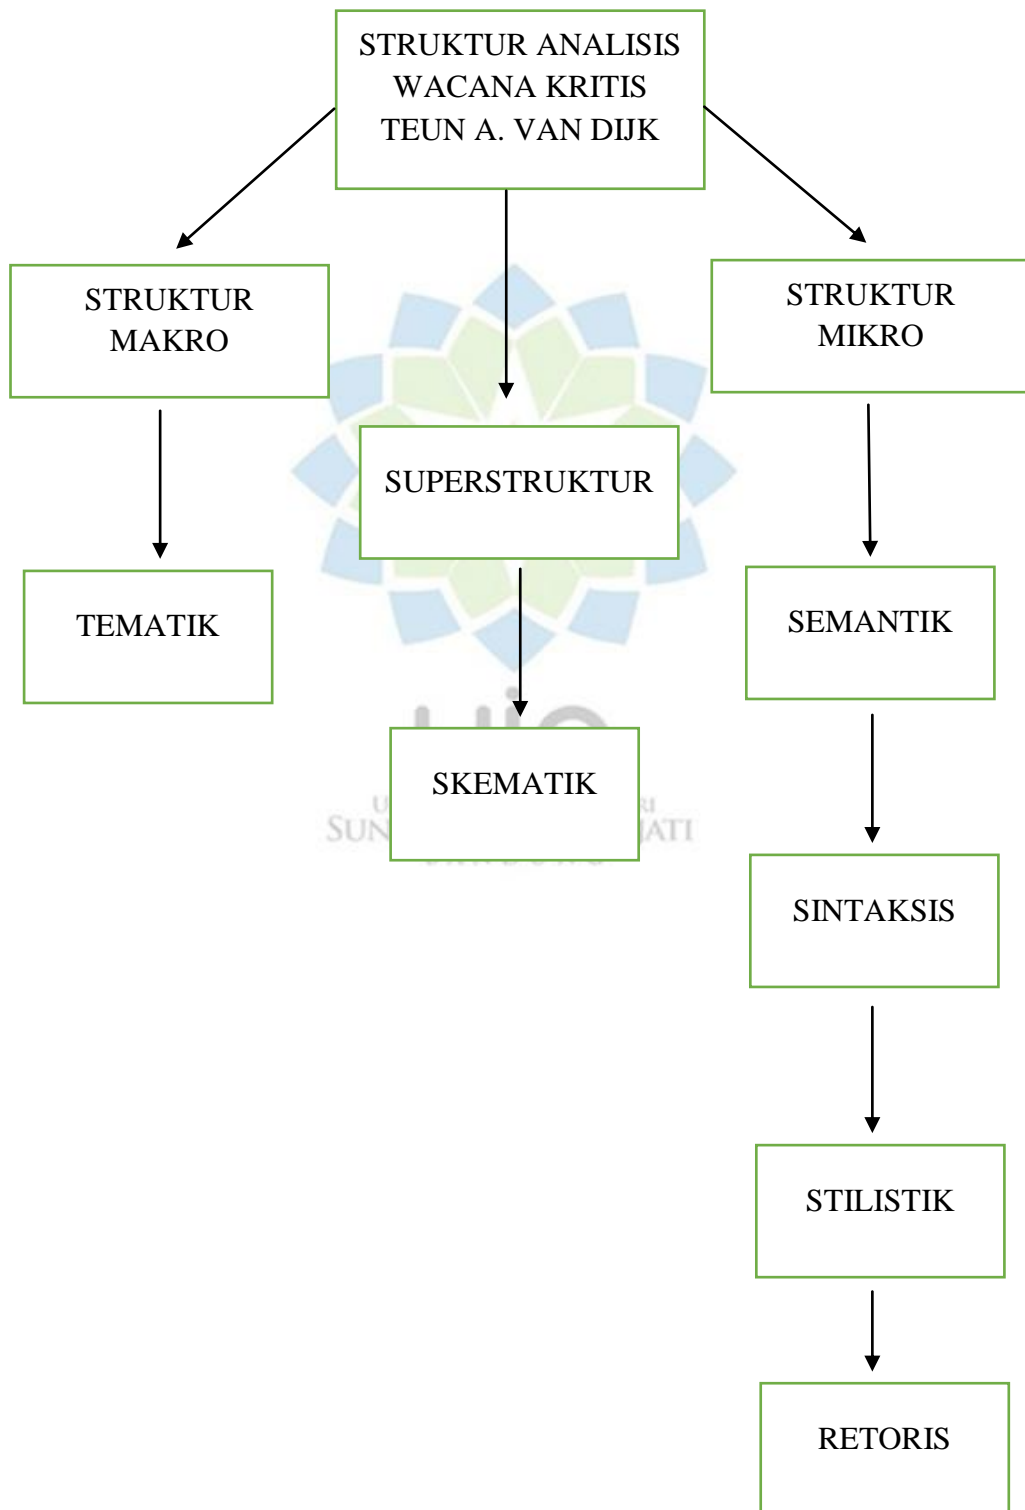 STRUKTUR ANALISIS
WACANA KRITIS
TEUN A. VAN DIJK
STRUKTUR
MAKRO
STRUKTUR
MIKRO
SUPERSTRUKTUR
TEMATIK
SEMANTIK
SKEMATIK
SINTAKSIS
STILISTIK
RETORIS